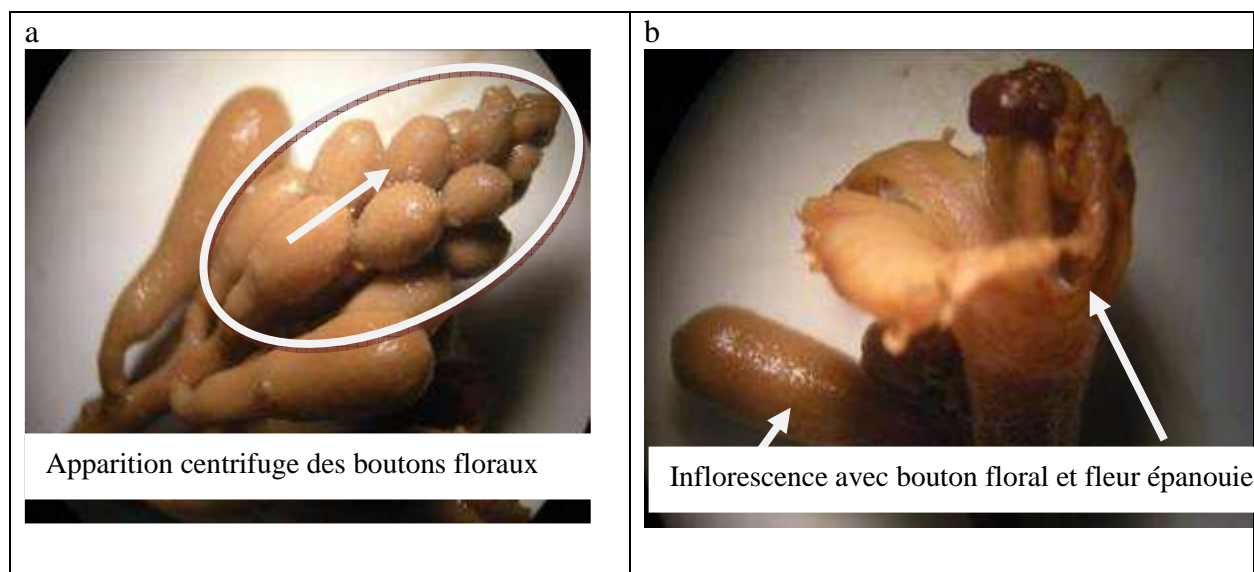 a
b
Apparition centrifuge des boutons floraux
Inflorescence avec bouton floral et fleur épanouie